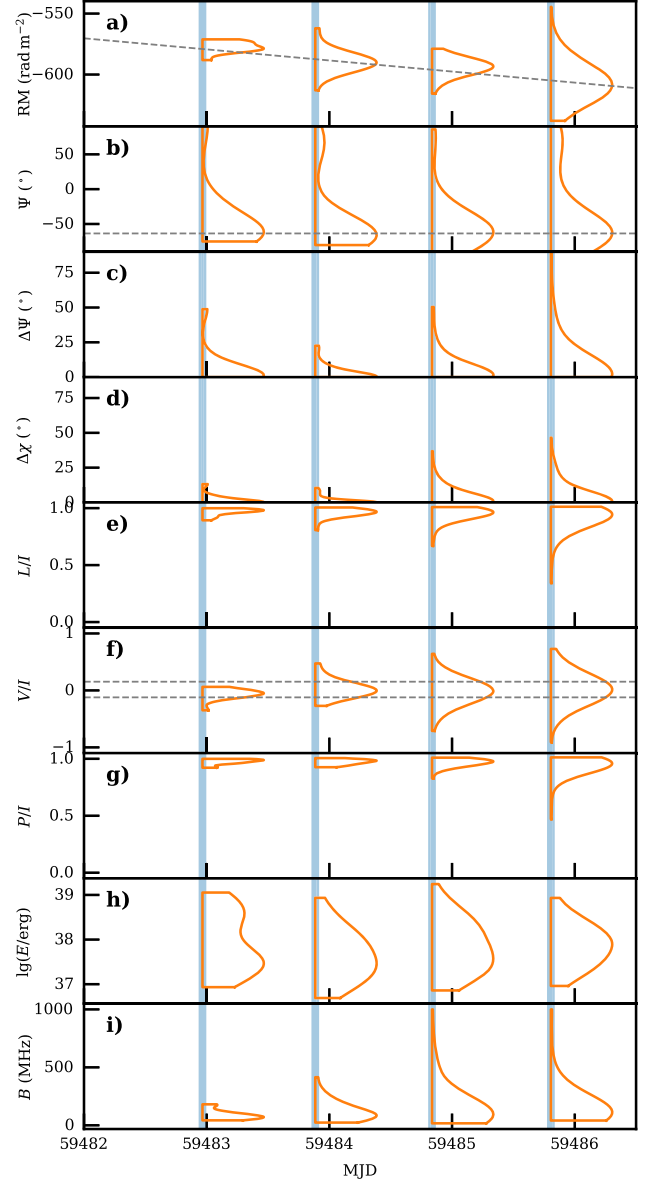 a)
RM (rad m⁻²)
−550
−600
b)
Ψ (°)
50
0
−50
c)
ΔΨ (°)
75
50
25
0
d)
Δχ (°)
75
50
25
0
e)
L/I
1.0
0.5
0.0
f)
V/I
1
0
−1
g)
P/I
1.0
0.5
0.0
h)
lg(E/erg)
39
38
37
i)
B (MHz)
1000
500
0
59482 59483 59484 59485 59486
MJD